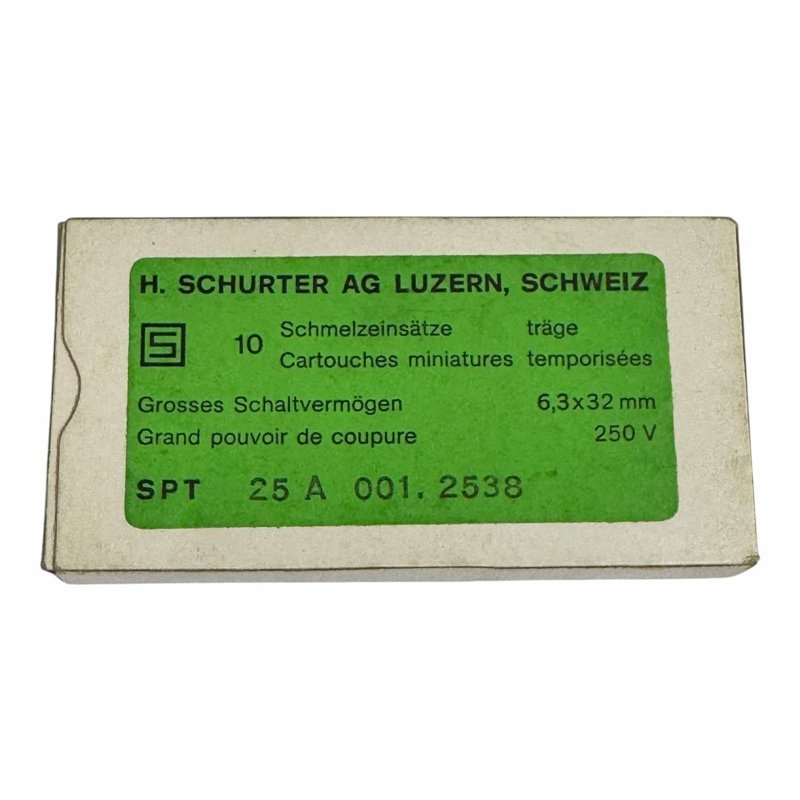 H. SCHURTER AG LUZERN, SCHWEIZ
S 10 Schmelzeinsätze träge
Cartouches miniatures temporisées
Grosses Schaltvermögen 6,3x32 mm
Grand pouvoir de coupure 250 V
SPT 25 A 001.2538